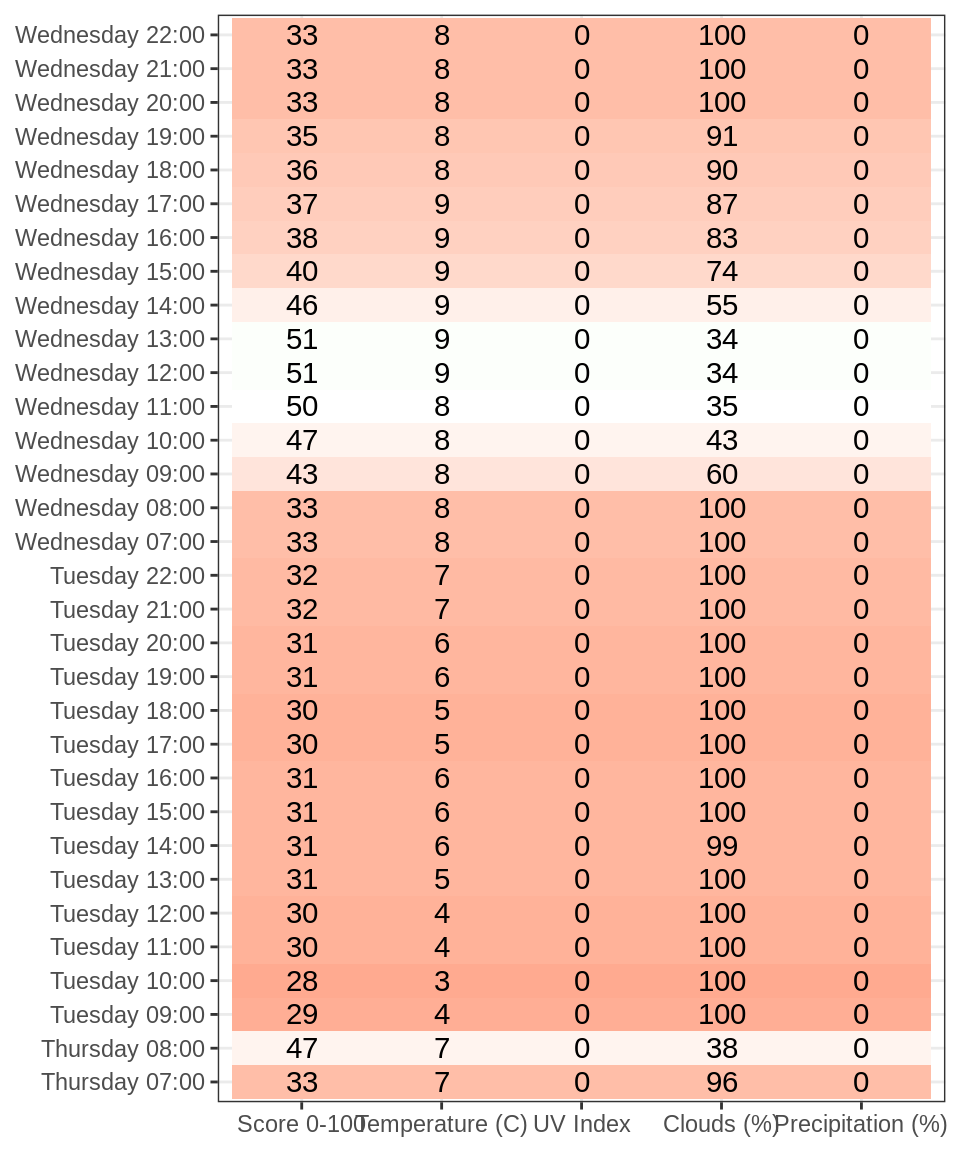 Wednesday 22:00 33 8 0 100 0
Wednesday 21:00 33 8 0 100 0
Wednesday 20:00 33 8 0 100 0
Wednesday 19:00 35 8 0 91 0
Wednesday 18:00 36 8 0 90 0
Wednesday 17:00 37 9 0 87 0
Wednesday 16:00 38 9 0 83 0
Wednesday 15:00 40 9 0 74 0
Wednesday 14:00 46 9 0 55 0
Wednesday 13:00 51 9 0 34 0
Wednesday 12:00 51 9 0 34 0
Wednesday 11:00 50 8 0 35 0
Wednesday 10:00 47 8 0 43 0
Wednesday 09:00 43 8 0 60 0
Wednesday 08:00 33 8 0 100 0
Wednesday 07:00 33 8 0 100 0
Tuesday 22:00 32 7 0 100 0
Tuesday 21:00 32 7 0 100 0
Tuesday 20:00 31 6 0 100 0
Tuesday 19:00 31 6 0 100 0
Tuesday 18:00 30 5 0 100 0
Tuesday 17:00 30 5 0 100 0
Tuesday 16:00 31 6 0 100 0
Tuesday 15:00 31 6 0 100 0
Tuesday 14:00 31 6 0 99 0
Tuesday 13:00 31 5 0 100 0
Tuesday 12:00 30 4 0 100 0
Tuesday 11:00 30 4 0 100 0
Tuesday 10:00 28 3 0 100 0
Tuesday 09:00 29 4 0 100 0
Thursday 08:00 47 7 0 38 0
Thursday 07:00 33 7 0 96 0
Score 0-100 Temperature (C) UV Index Clouds (%) Precipitation (%)